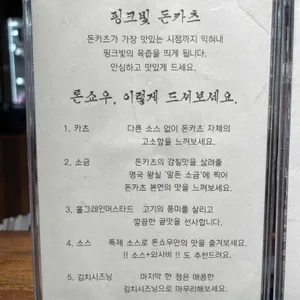 핑크빛 돈카츠
돈카츠가 가장 맛있는 시점까지 익혀내
핑크빛의 육즙을 띄게 됩니다.
안심하고 맛있게 드세요.
톤쇼우, 이렇게 드셔보세요.
1. 카츠 다른 소스 없이 돈카츠 자체의
고소함을 느껴보세요.
2. 소금 돈카츠의 감칠맛을 살려줄
영국 왕실 '말돈 소금'에 찍어
돈카츠 본연의 맛을 느껴보세요.
3. 홀그레인머스타드 고기의 풍미를 살리고
깔끔한 끝맛을 선사합니다.
4. 소스 특제 소스로 톤쇼우만의 맛을 즐겨보세요.
!! 소스+와사비 !! 도 추천드려요.
5. 김치시즈닝 마지막 한 점은 매콤한
김치시즈닝으로 마무리해보세요.